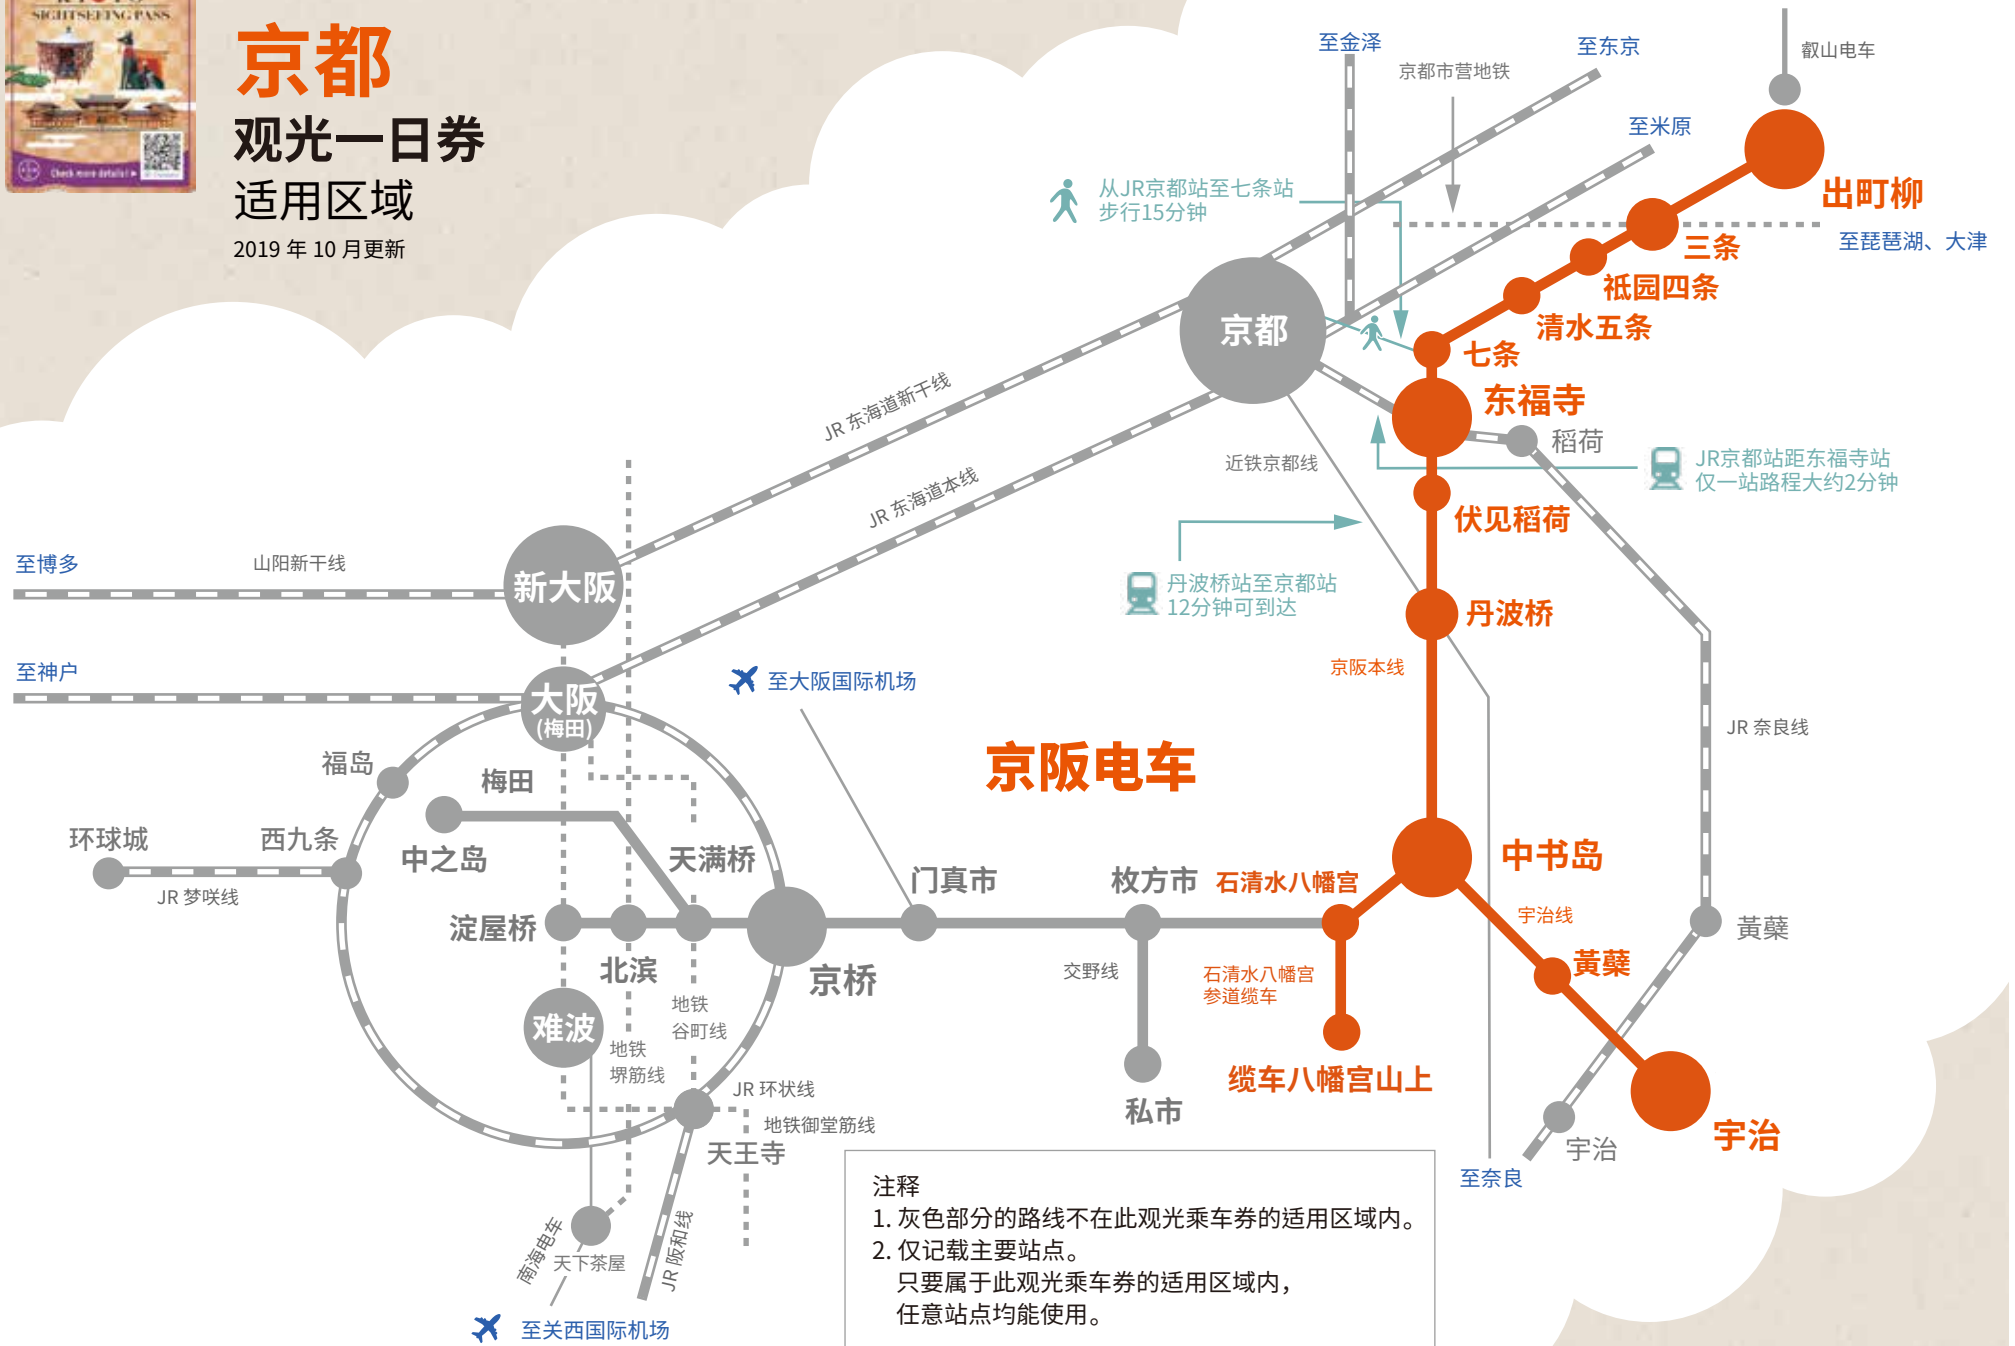 SIGHTSEEING PASS
Check more details!
京都
观光一日券
适用区域
2019 年 10 月更新
至金泽
至东京
京都市营地铁
叡山电车
至米原
从JR京都站至七条站
步行15分钟
出町柳
至琵琶湖、大津
三条
祗园四条
清水五条
京都
七条
东福寺
稻荷
JR 东海道新干线
近铁京都线
JR京都站距东福寺站
仅一站路程大约2分钟
JR 东海道本线
伏见稻荷
至博多
山阳新干线
新大阪
丹波桥站至京都站
12分钟可到达
丹波桥
京阪本线
至神户
大阪
(梅田)
至大阪国际机场
JR 奈良线
京阪电车
福岛
梅田
环球城
西九条
中之岛
天满桥
门真市
枚方市
石清水八幡宫
中书岛
JR 梦咲线
淀屋桥
宇治线
黄檗
黄檗
北滨
京桥
交野线
石清水八幡宫
参道缆车
地铁
谷町线
难波
地铁
堺筋线
缆车八幡宫山上
JR 环状线
地铁御堂筋线
私市
天王寺
宇治
宇治
至奈良
南海电车
天下茶屋
JR 阪和线
至关西国际机场
注释
1. 灰色部分的路线不在此观光乘车券的适用区域内。
2. 仅记载主要站点。
只要属于此观光乘车券的适用区域内，
任意站点均能使用。